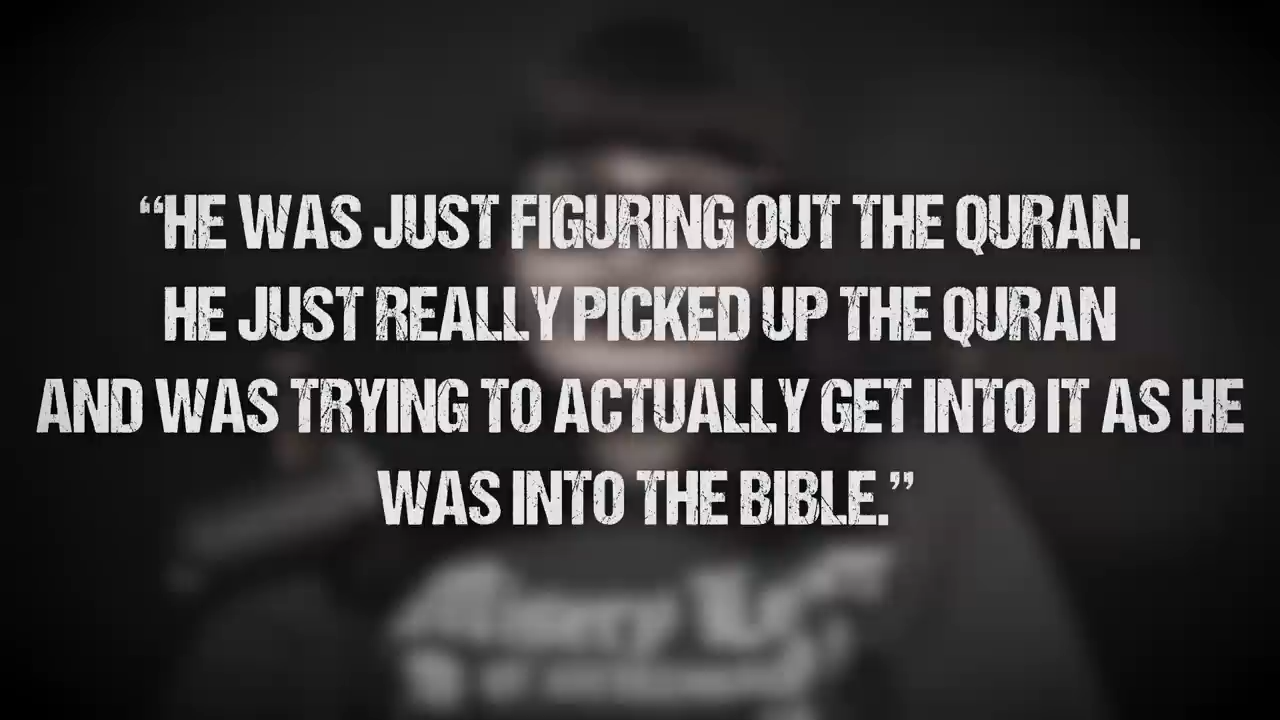 “HE WAS JUST FIGURING OUT THE QURAN.
HE JUST REALLY PICKED UP THE QURAN
AND WAS TRYING TO ACTUALLY GET INTO IT AS HE
WAS INTO THE BIBLE.”